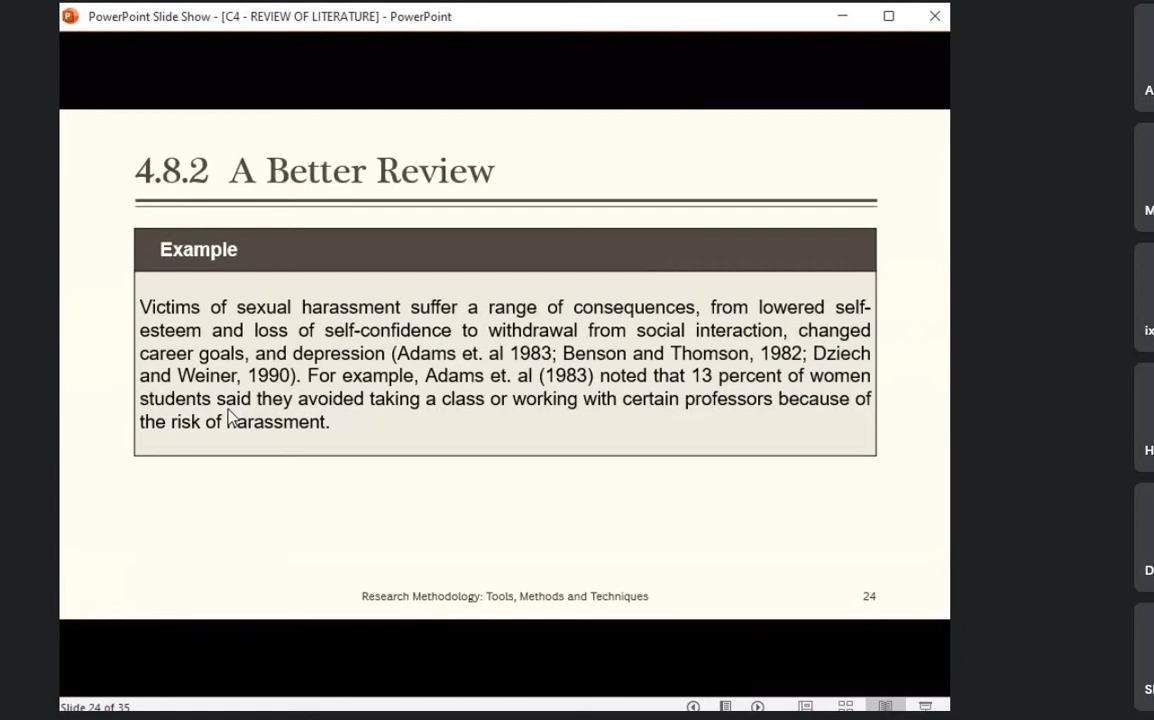 PowerPoint Slide Show - [C4 - REVIEW OF LITERATURE] - PowerPoint
4.8.2 A Better Review
Example
Victims of sexual harassment suffer a range of consequences, from lowered self-
esteem and loss of self-confidence to withdrawal from social interaction, changed
career goals, and depression (Adams et. al 1983; Benson and Thomson, 1982; Dziech
and Weiner, 1990). For example, Adams et. al (1983) noted that 13 percent of women
students said they avoided taking a class or working with certain professors because of
the risk of harassment.
Research Methodology: Tools, Methods and Techniques 24
Slide 24 of 35
A
M
ix
H
D